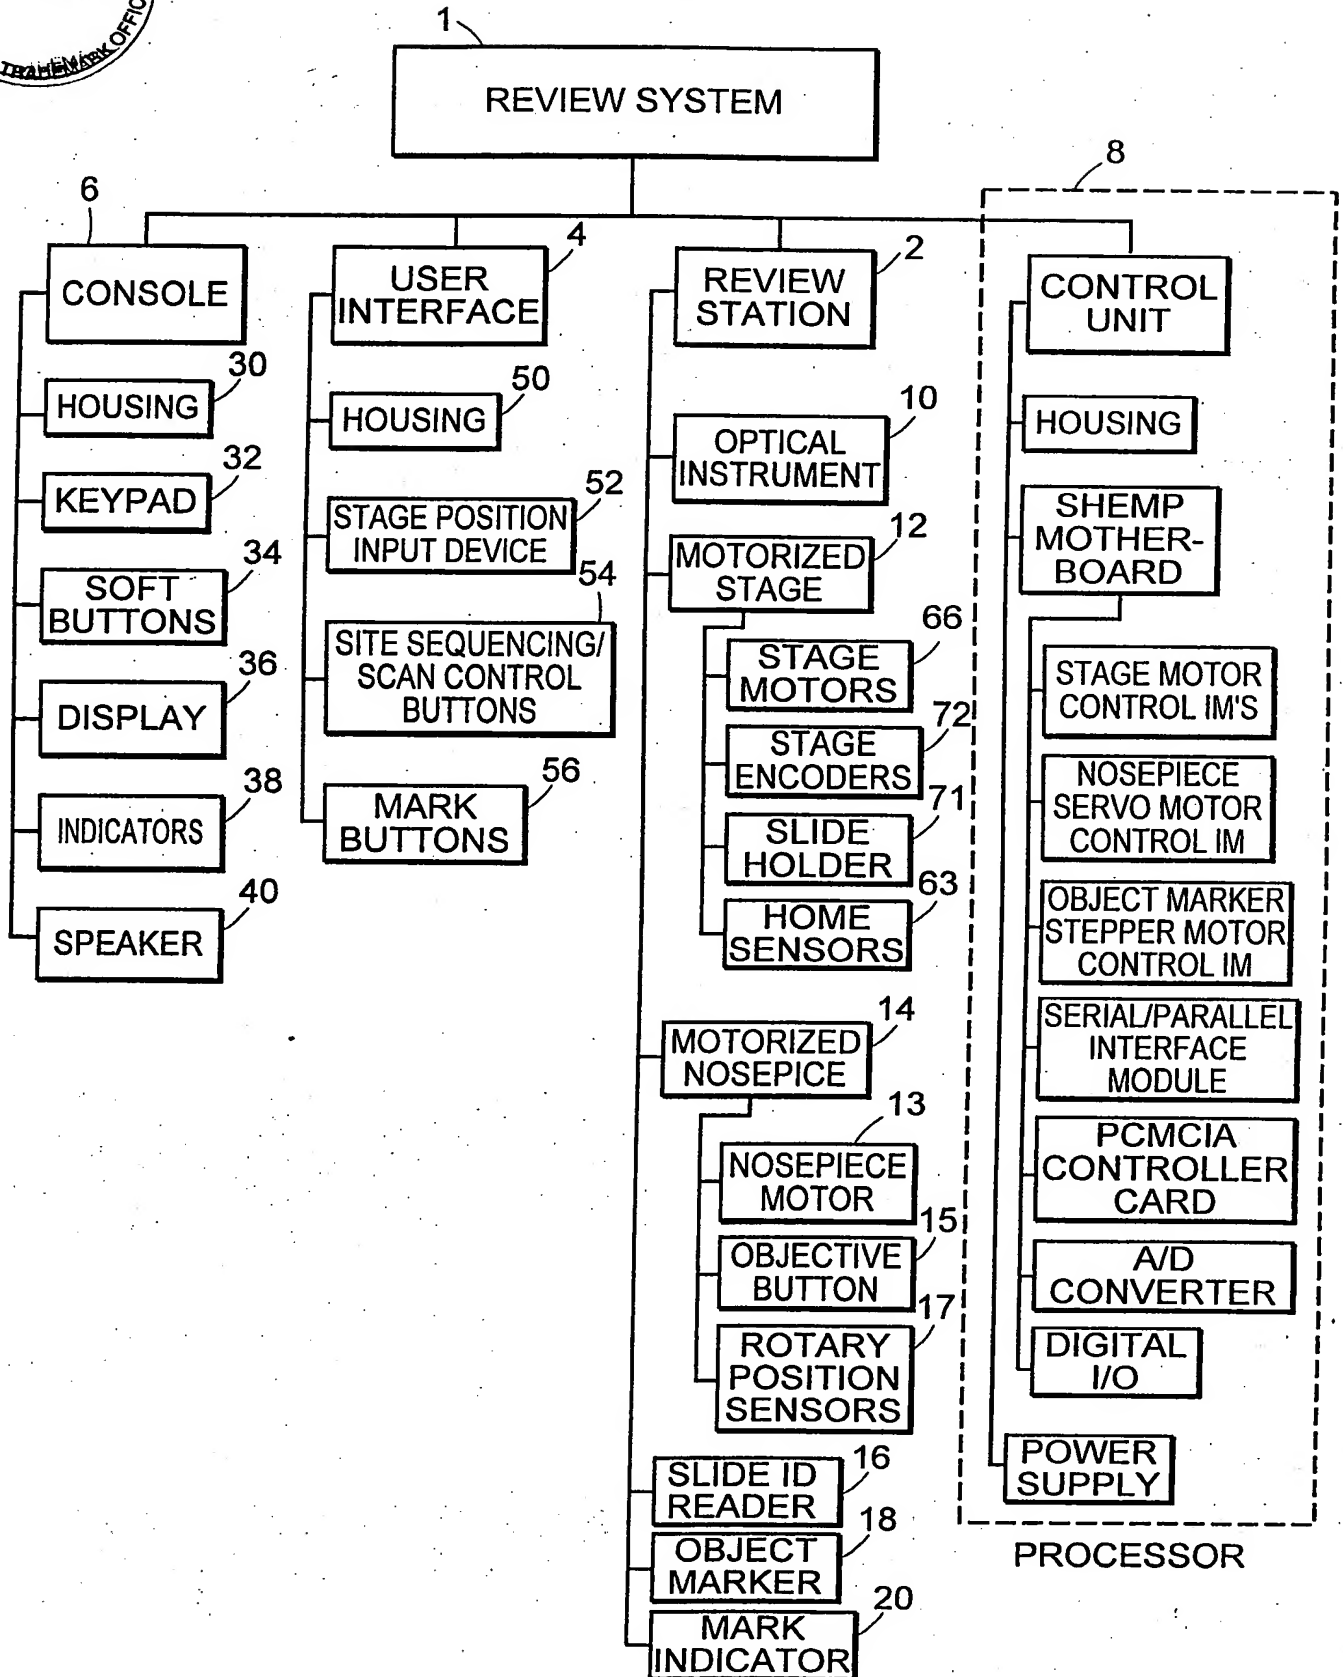 TRADEMARK OFFIC
1
REVIEW SYSTEM
6
CONSOLE
30
HOUSING
32
KEYPAD
34
SOFT
BUTTONS
36
DISPLAY
38
INDICATORS
40
SPEAKER
4
USER
INTERFACE
50
HOUSING
52
STAGE POSITION
INPUT DEVICE
54
SITE SEQUENCING/
SCAN CONTROL
BUTTONS
56
MARK
BUTTONS
2
REVIEW
STATION
10
OPTICAL
INSTRUMENT
12
MOTORIZED
STAGE
66
STAGE
MOTORS
72
STAGE
ENCODERS
71
SLIDE
HOLDER
63
HOME
SENSORS
14
MOTORIZED
NOSEPICE
13
NOSEPIECE
MOTOR
15
OBJECTIVE
BUTTON
17
ROTARY
POSITION
SENSORS
16
SLIDE ID
READER
18
OBJECT
MARKER
20
MARK
INDICATOR
8
CONTROL
UNIT
HOUSING
SHEMP
MOTHER-
BOARD
STAGE MOTOR
CONTROL IM'S
NOSEPIECE
SERVO MOTOR
CONTROL IM
OBJECT MARKER
STEPPER MOTOR
CONTROL IM
SERIAL/PARALLEL
INTERFACE
MODULE
PCMCIA
CONTROLLER
CARD
A/D
CONVERTER
DIGITAL
I/O
POWER
SUPPLY
PROCESSOR